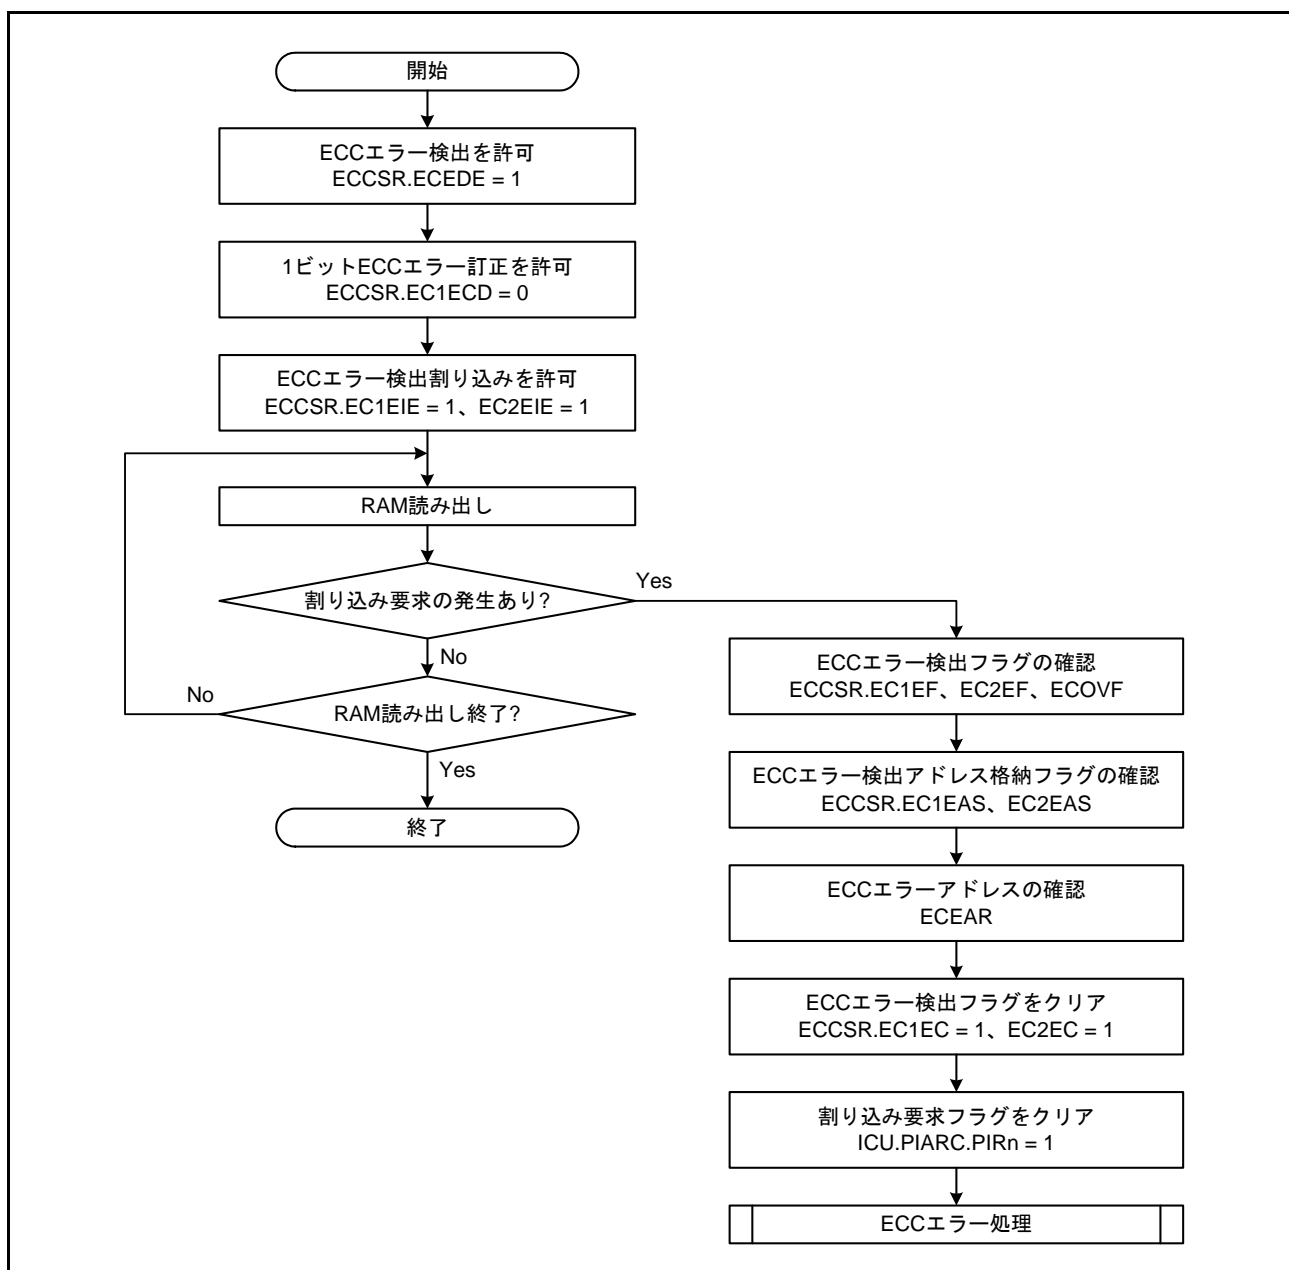 開始
ECCエラー検出を許可
ECCSR.ECEDE = 1
1ビットECCエラー訂正を許可
ECCSR.EC1ECD = 0
ECCエラー検出割り込みを許可
ECCSR.EC1EIE = 1、EC2EIE = 1
RAM読み出し
割り込み要求の発生あり?
Yes
No
RAM読み出し終了?
No
Yes
終了
ECCエラー検出フラグの確認
ECCSR.EC1EF、EC2EF、ECOVF
ECCエラー検出アドレス格納フラグの確認
ECCSR.EC1EAS、EC2EAS
ECCエラーアドレスの確認
ECEAR
ECCエラー検出フラグをクリア
ECCSR.EC1EC = 1、EC2EC = 1
割り込み要求フラグをクリア
ICU.PIARC.PIRn = 1
ECCエラー処理